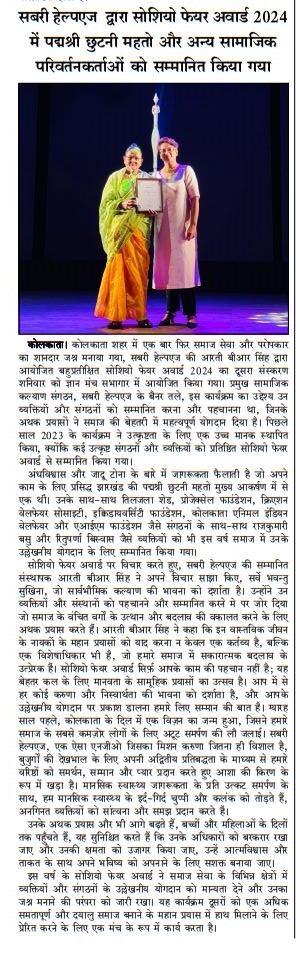 सबरी हेल्पएज द्वारा सोशियो फेयर अवार्ड 2024
में पद्मश्री छुटनी महतो और अन्य सामाजिक
परिवर्तनकर्ताओं को सम्मानित किया गया
कोलकाता। कोलकाता शहर में एक बार फिर समाज सेवा और परोपकार
का शानदार जश्न मनाया गया, सबरी हेल्पएज की आरती बीआर सिंह द्वारा
आयोजित बहुप्रतीक्षित सोशियो फेयर अवार्ड 2024 का दूसरा संस्करण
शनिवार को ज्ञान मंच सभागार में आयोजित किया गया। प्रमुख सामाजिक
कल्याण संगठन, सबरी हेल्पएज के बैनर तले, इस कार्यक्रम का उद्देश्य उन
व्यक्तियों और संगठनों को सम्मानित करना और पहचानना था, जिनके
अथक प्रयासों ने समाज की बेहतरी में महत्वपूर्ण योगदान दिया है। पिछले
साल 2023 के कार्यक्रम ने उत्कृष्टता के लिए एक उच्च मानक स्थापित
किया, क्योंकि कई उत्कृष्ट संगठनों और व्यक्तियों को प्रतिष्ठित सोशियो फेयर
अवार्ड से सम्मानित किया गया।
अंधविश्वास और जादू टोना के बारे में जागरूकता फैलाती है जो अपने
काम के लिए प्रसिद्ध झारखंड की पद्मश्री छुटनी महतो मुख्य आकर्षण में से
एक थीं। उनके साथ-साथ तिलजला शेड, प्रोजेक्सेल फाउंडेशन, क्रिएशन
वेलफेयर सोसाइटी, इक्विडायवर्सिटी फाउंडेशन, कोलकाता एनिमल इंडियन
वेलफेयर और एआईएम फाउंडेशन जैसे संगठनों के साथ-साथ राजकुमारी
बसु और रितुपर्णा बिस्वास जैसे व्यक्तियों को भी इस वर्ष समाज में उनके
उल्लेखनीय योगदान के लिए सम्मानित किया गया।
सोशियो फेयर अवार्ड पर विचार करते हुए, सबरी हेल्पएज की सम्मानित
संस्थापक आरती बीआर सिंह ने अपने विचार साझा किए, सर्वे भवन्तु
सुखिना, जो सार्वभौमिक कल्याण की भावना को दर्शाता है। उन्होंने उन
व्यक्तियों और संस्थानों को पहचानने और सम्मानित करने में पर जोर दिया
जो समाज के वंचित वर्गों के उत्थान और बदलाव की वकालत करने के लिए
अथक प्रयास करते हैं। आरती बीआर सिंह ने कहा कि इन वास्तविक जीवन
के नायकों के महान प्रयासों को याद करना न केवल एक कर्तव्य है, बल्कि
एक विशेषाधिकार भी है, जो हमारे समाज में सकारात्मक बदलाव के
उत्प्रेरक हैं। सोशियो फेयर अवार्ड सिर्फ़ आपके काम की पहचान नहीं है; यह
बेहतर कल के लिए मानवता के सामूहिक प्रयासों का उत्सव है। आप में से
हर कोई करुणा और निस्वार्थता की भावना को दर्शाता है, और आपके
उल्लेखनीय योगदान पर प्रकाश डालना हमारे लिए सम्मान की बात है। ग्यारह
साल पहले, कोलकाता के दिल में एक विज़न का जन्म हुआ, जिसने हमारे
समाज के सबसे कमज़ोर लोगों के लिए अटूट समर्पण की लौ जलाई। सबरी
हेल्पएज, एक ऐसा एनजीओ जिसका मिशन करुणा जितना ही विशाल है,
बुजुर्गों की देखभाल के लिए अपनी अद्वितीय प्रतिबद्धता के माध्यम से हमारे
वरिष्ठों को समर्थन, सम्मान और प्यार प्रदान करते हुए आशा की किरण के
रूप में खड़ा है। मानसिक स्वास्थ्य जागरूकता के प्रति उत्कट समर्पण के
साथ, हम मानसिक स्वास्थ्य के इर्द-गिर्द चुप्पी और कलंक को तोड़ते हैं,
अनगिनत व्यक्तियों को सांत्वना और समझ प्रदान करते हैं।
उनके अथक प्रयास और भी आगे बढ़ते हैं, बच्चों और महिलाओं के दिलों
तक पहुँचते हैं, यह सुनिश्चित करते हैं कि उनके अधिकारों को बरकरार रखा
जाए और उनकी क्षमता को उजागर किया जाए, उन्हें आत्मविश्वास और
ताकत के साथ अपने भविष्य को अपनाने के लिए सशक्त बनाया जाए।
इस वर्ष के सोशियो फेयर अवार्ड ने समाज सेवा के विभिन्न क्षेत्रों में
व्यक्तियों और संगठनों के उल्लेखनीय योगदान को मान्यता देने और उनका
जश्न मनाने की परंपरा को जारी रखा। यह कार्यक्रम दूसरों को एक अधिक
समतापूर्ण और दयालु समाज बनाने के महान प्रयास में हाथ मिलाने के लिए
प्रेरित करने के लिए एक मंच के रूप में कार्य करता है।